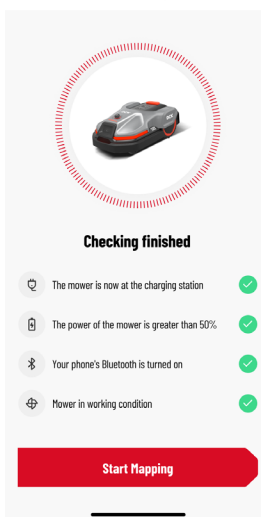 Checking finished
The mower is now at the charging station
The power of the mower is greater than 50%
Your phone's Bluetooth is turned on
Mower in working condition
Start Mapping